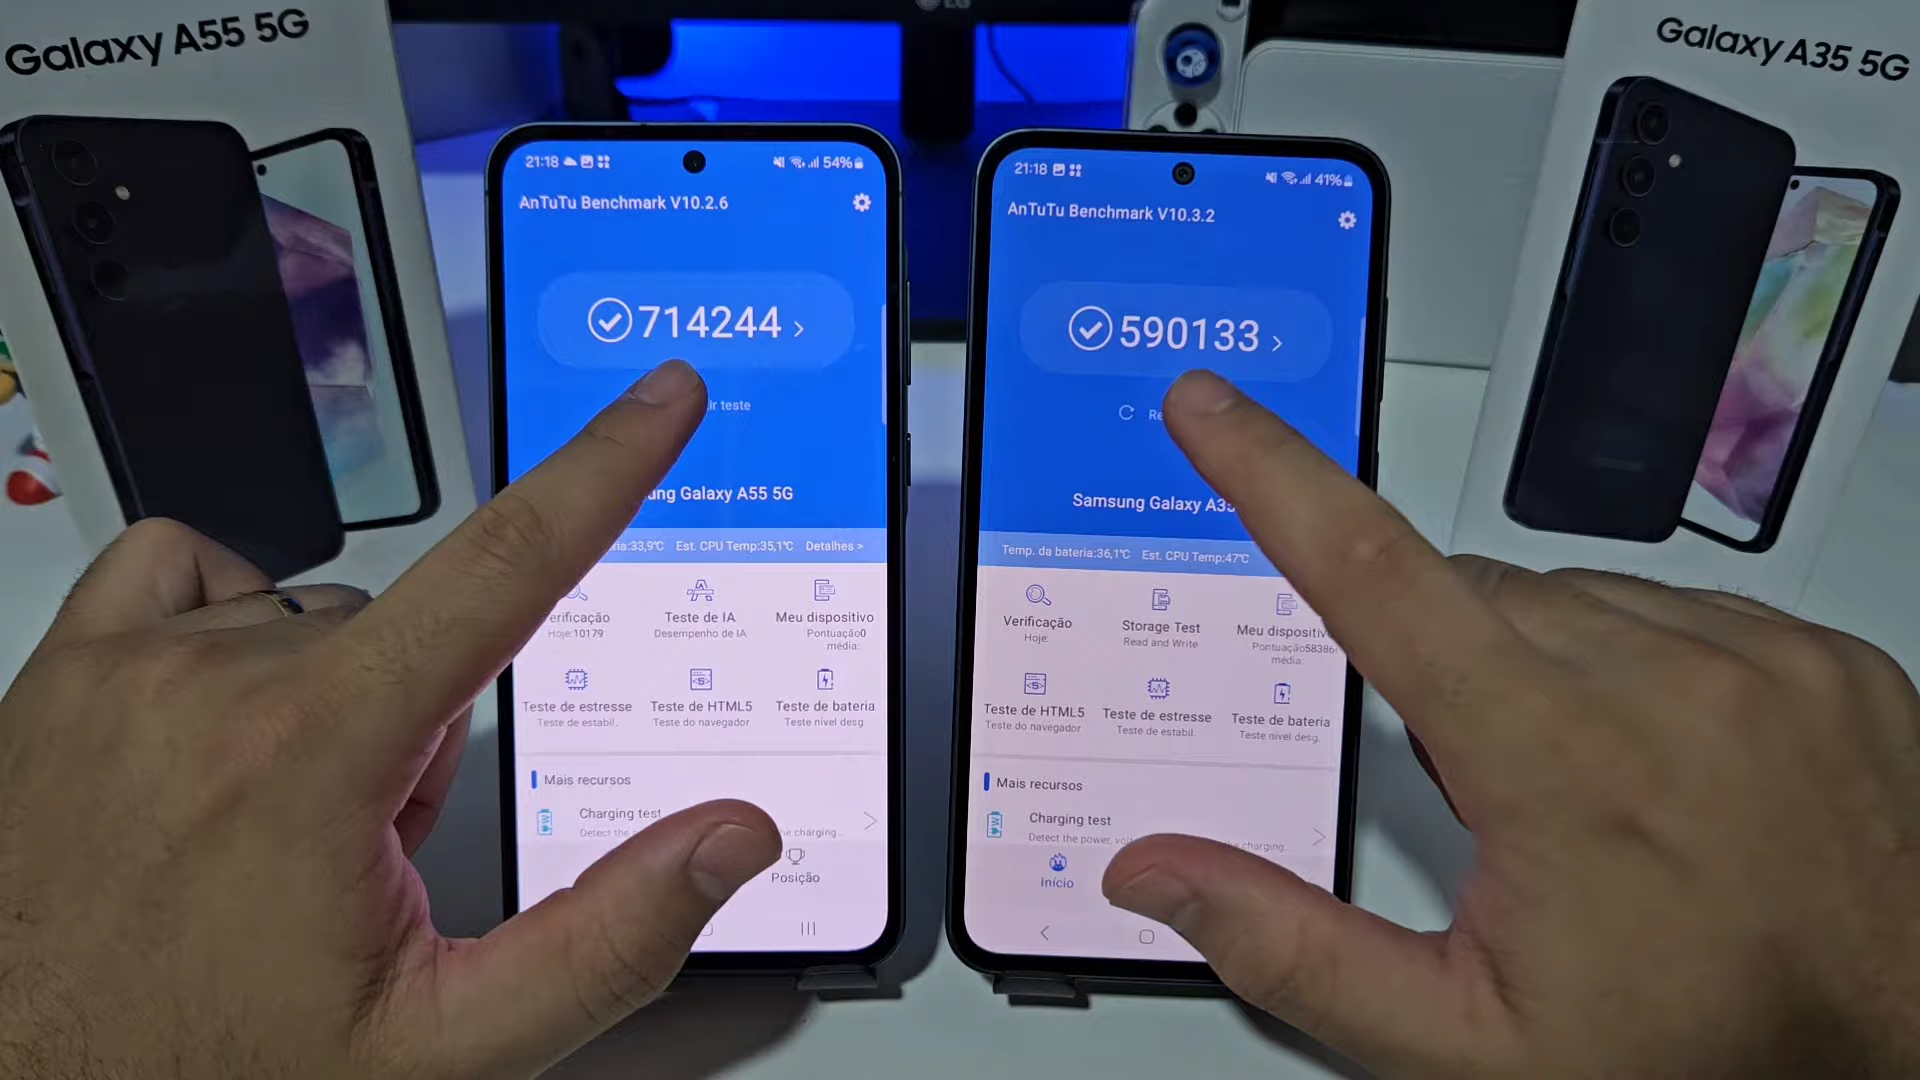 Galaxy A55 5G
LG
Galaxy A35 5G
21:18
54%
AnTuTu Benchmark V10.2.6
714244
ir teste
ung Galaxy A55 5G
ria:33,9°C Est. CPU Temp:35,1°C Detalhes >
erificação
Hoje:10179
Teste de IA
Desempenho de IA
Meu dispositivo
Pontuação0
média:
Teste de estresse
Teste de estabil.
Teste de HTML5
Teste do navegador
Teste de bateria
Teste nível desg.
Mais recursos
Charging test
Detect the
he charging...
Posição
21:18
41%
AnTuTu Benchmark V10.3.2
590133
Re
Samsung Galaxy A35
Temp. da bateria:36,1°C Est. CPU Temp:47°C
Verificação
Hoje:
Storage Test
Read and Write
Meu dispositiv
Pontuação58386
média:
Teste de HTML5
Teste do navegador
Teste de estresse
Teste de estabil.
Teste de bateria
Teste nível desg.
Mais recursos
Charging test
Detect the power, volt
e charging...
Início